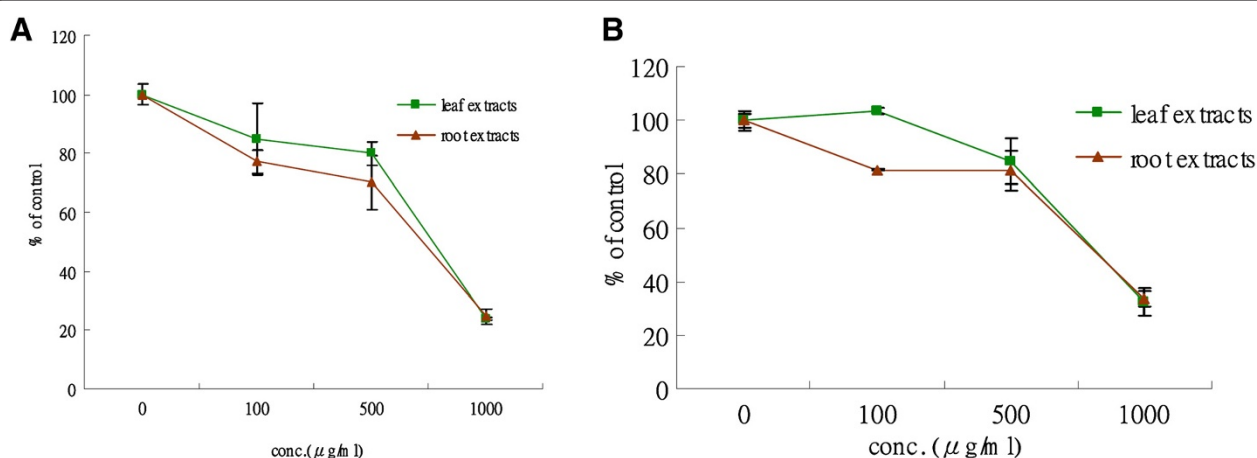 A
120
100
80
60
40
20
0
% of control
leaf extracts
root extracts
0 100 500 1000
conc.(μg/ml)
B
120
100
80
60
40
20
0
% of control
leaf extracts
root extracts
0 100 500 1000
conc.(μg/ml)